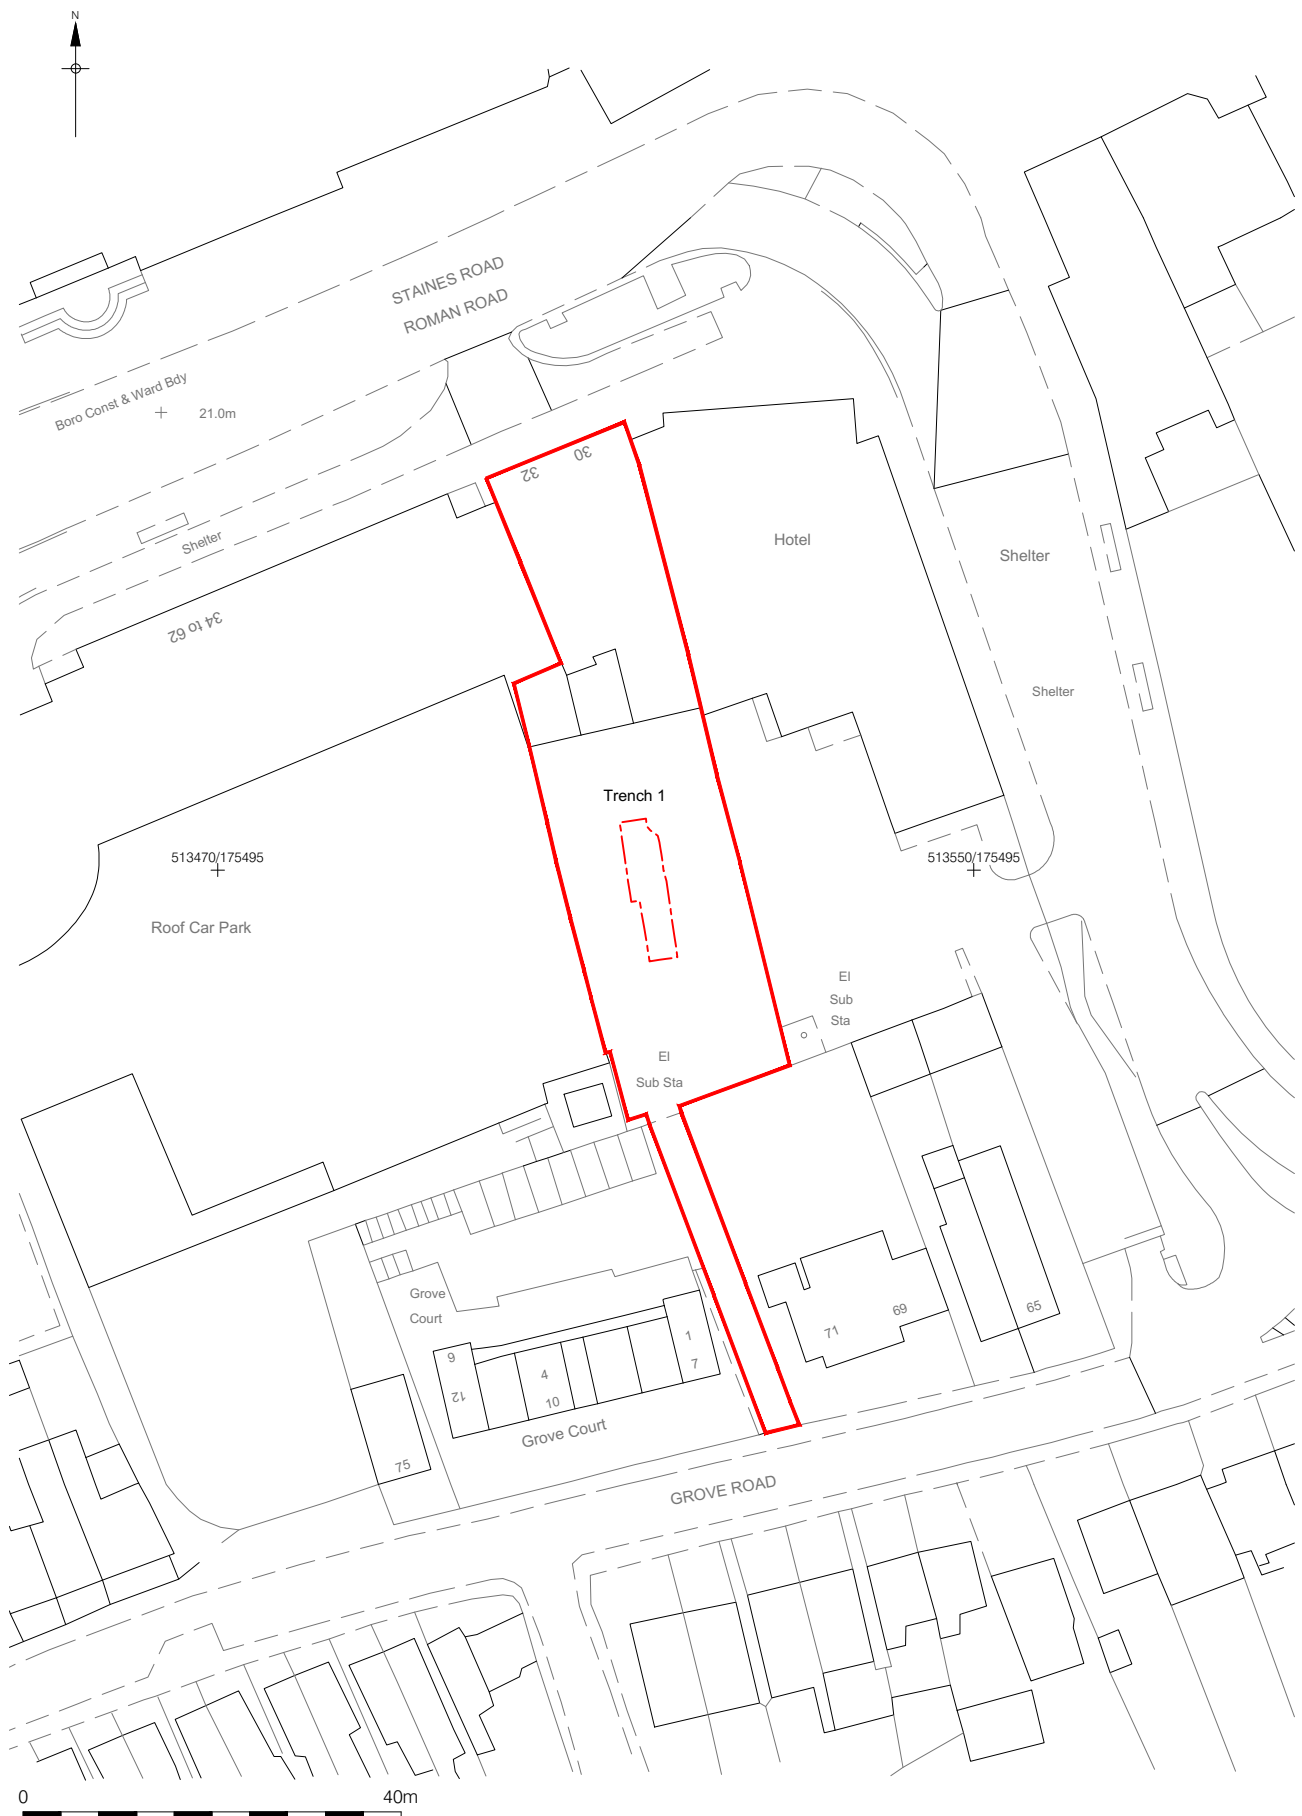 N
STAINES ROAD
ROMAN ROAD
Boro Const & Ward Bdy
21.0m
30
32
Shelter
Hotel
Shelter
34 to 62
Shelter
Trench 1
513470/175495
513550/175495
Roof Car Park
El
Sub
Sta
El
Sub Sta
Grove
Court
69
65
71
1
7
9
12
4
10
Grove Court
75
GROVE ROAD
0
40m